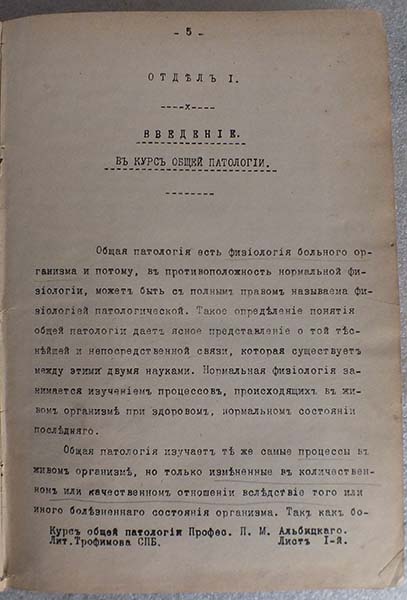 - 5 -
ОТДѢЛЪ I.
----x----
ВВЕДЕНІЕ.
ВЪ КУРСЪ ОБЩЕЙ ПАТОЛОГІИ.
Общая патологія есть физіологія больного ор-
ганизма и потому, въ противоположность нормальной фи-
зіологіи, можетъ быть съ полнымъ правомъ называема фи-
зіологіей патологической. Такое опредѣленіе понятія
общей патологіи даетъ ясное представленіе о той тѣс-
нѣйшей и непосредственной связи, которая существуетъ
между этими двумя науками. Нормальная физіологія за-
нимается изученіемъ процессовъ, происходящихъ въ жи-
вомъ организмѣ при здоровомъ, нормальномъ состояніи
послѣдняго.
Общая патологія изучаетъ тѣ же самые процессы въ
живомъ организмѣ, но только измѣненные въ количествен-
номъ или качественномъ отношеніи вслѣдствіе того или
иного болѣзненнаго состоянія организма. Такъ какъ бо-
Курсъ общей патологіи Професс. П. М. Альбицкаго.
Лит. Трофимова СПБ. Листъ I-й.